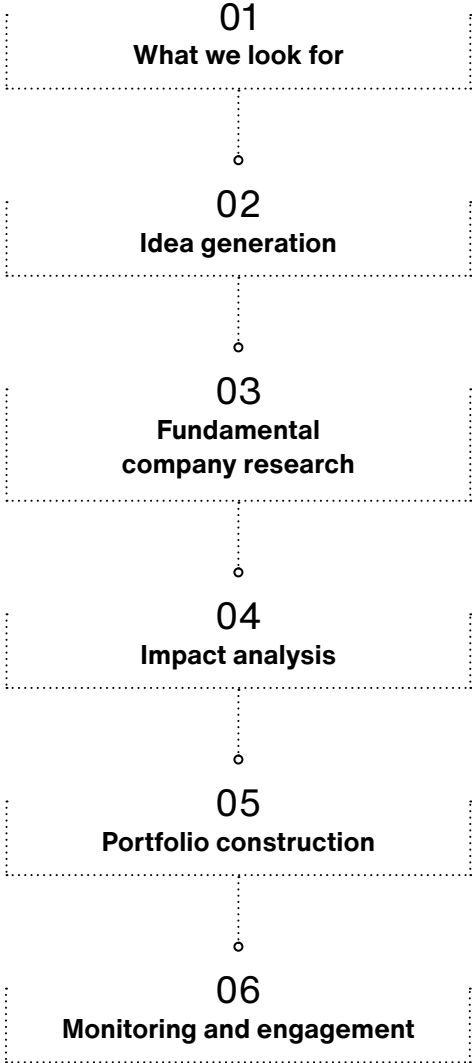 01
What we look for
02
Idea generation
03
Fundamental
company research
04
Impact analysis
05
Portfolio construction
06
Monitoring and engagement